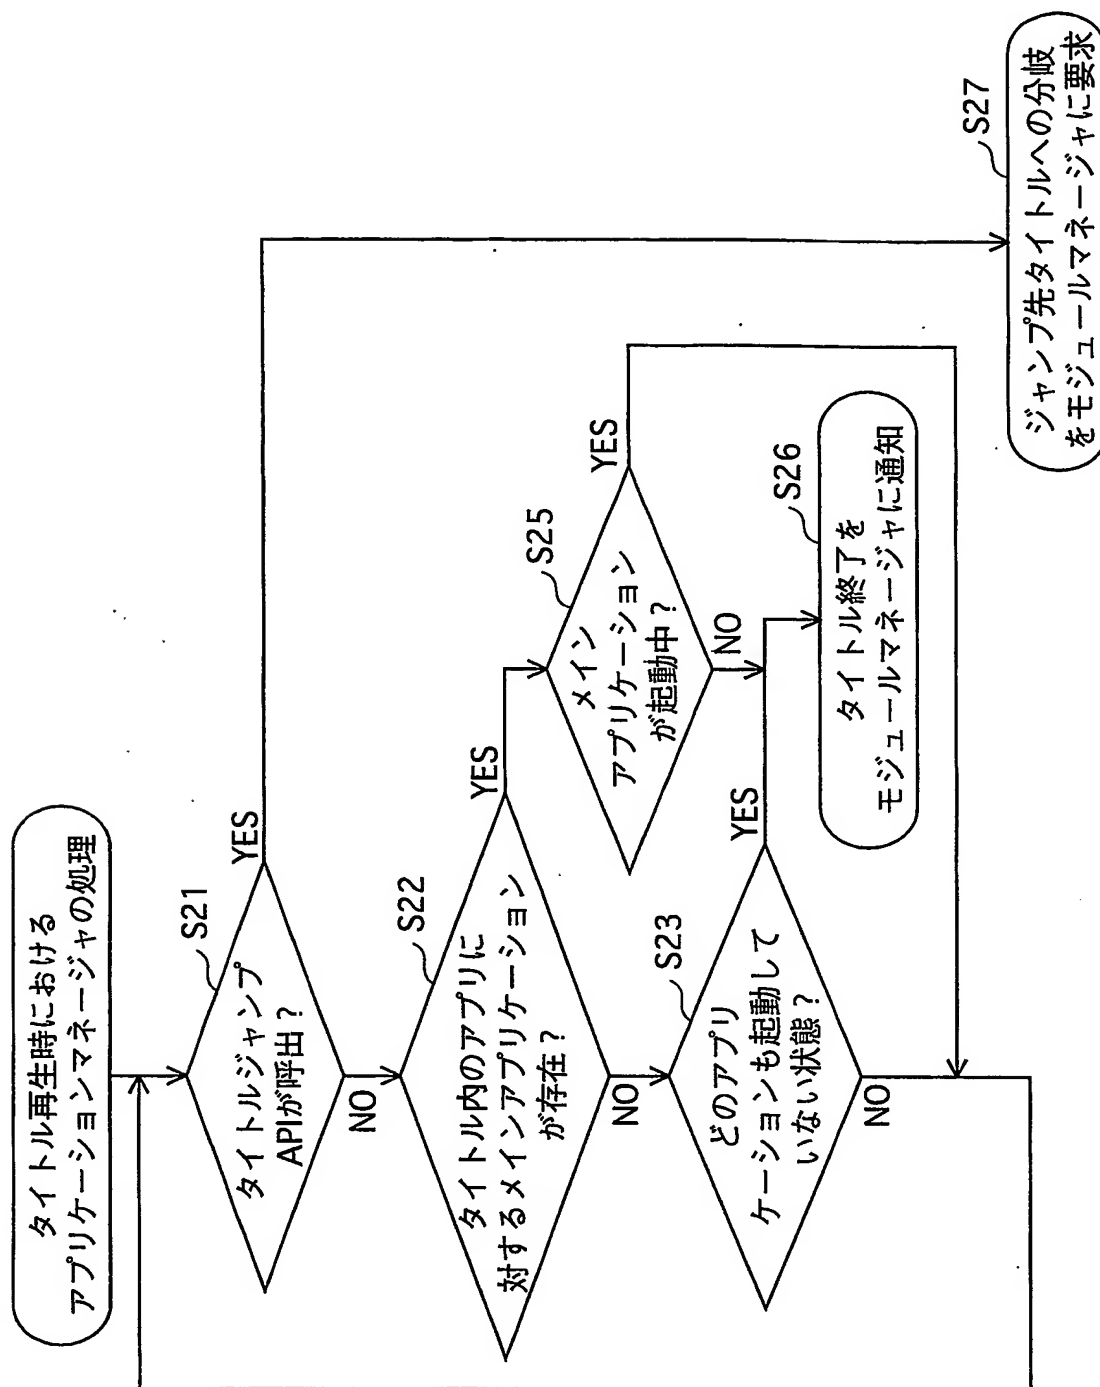 タイトル再生時における
アプリケーションマネージャの処理
S21
タイトルジャンプ
APIが呼出？
YES
NO
S22
タイトル内のアプリに
対するメインアプリケーション
が存在？
YES
NO
S25
メイン
アプリケーション
が起動中？
YES
NO
S23
どのアプリ
ケーションも起動して
いない状態？
YES
NO
S26
タイトル終了を
モジュールマネージャに通知
S27
ジャンプ先タイトルへの分岐
をモジュールマネージャに要求